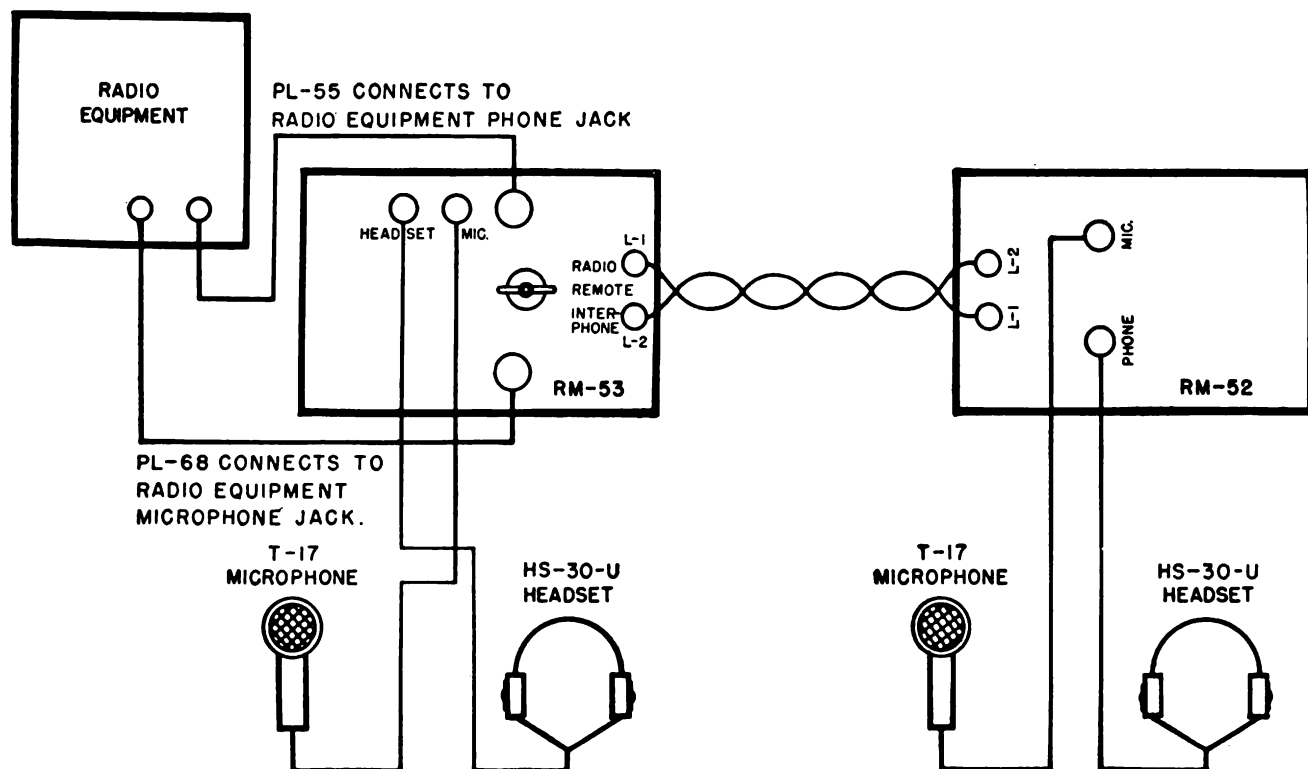 RADIO
EQUIPMENT
PL-55 CONNECTS TO
RADIO EQUIPMENT PHONE JACK
HEADSET
MIC.
L-1
RADIO
REMOTE
INTER-
PHONE
L-2
RM-53
L-2
L-1
MIC.
PHONE
RM-52
PL-68 CONNECTS TO
RADIO EQUIPMENT
MICROPHONE JACK.
T-17
MICROPHONE
HS-30-U
HEADSET
T-17
MICROPHONE
HS-30-U
HEADSET